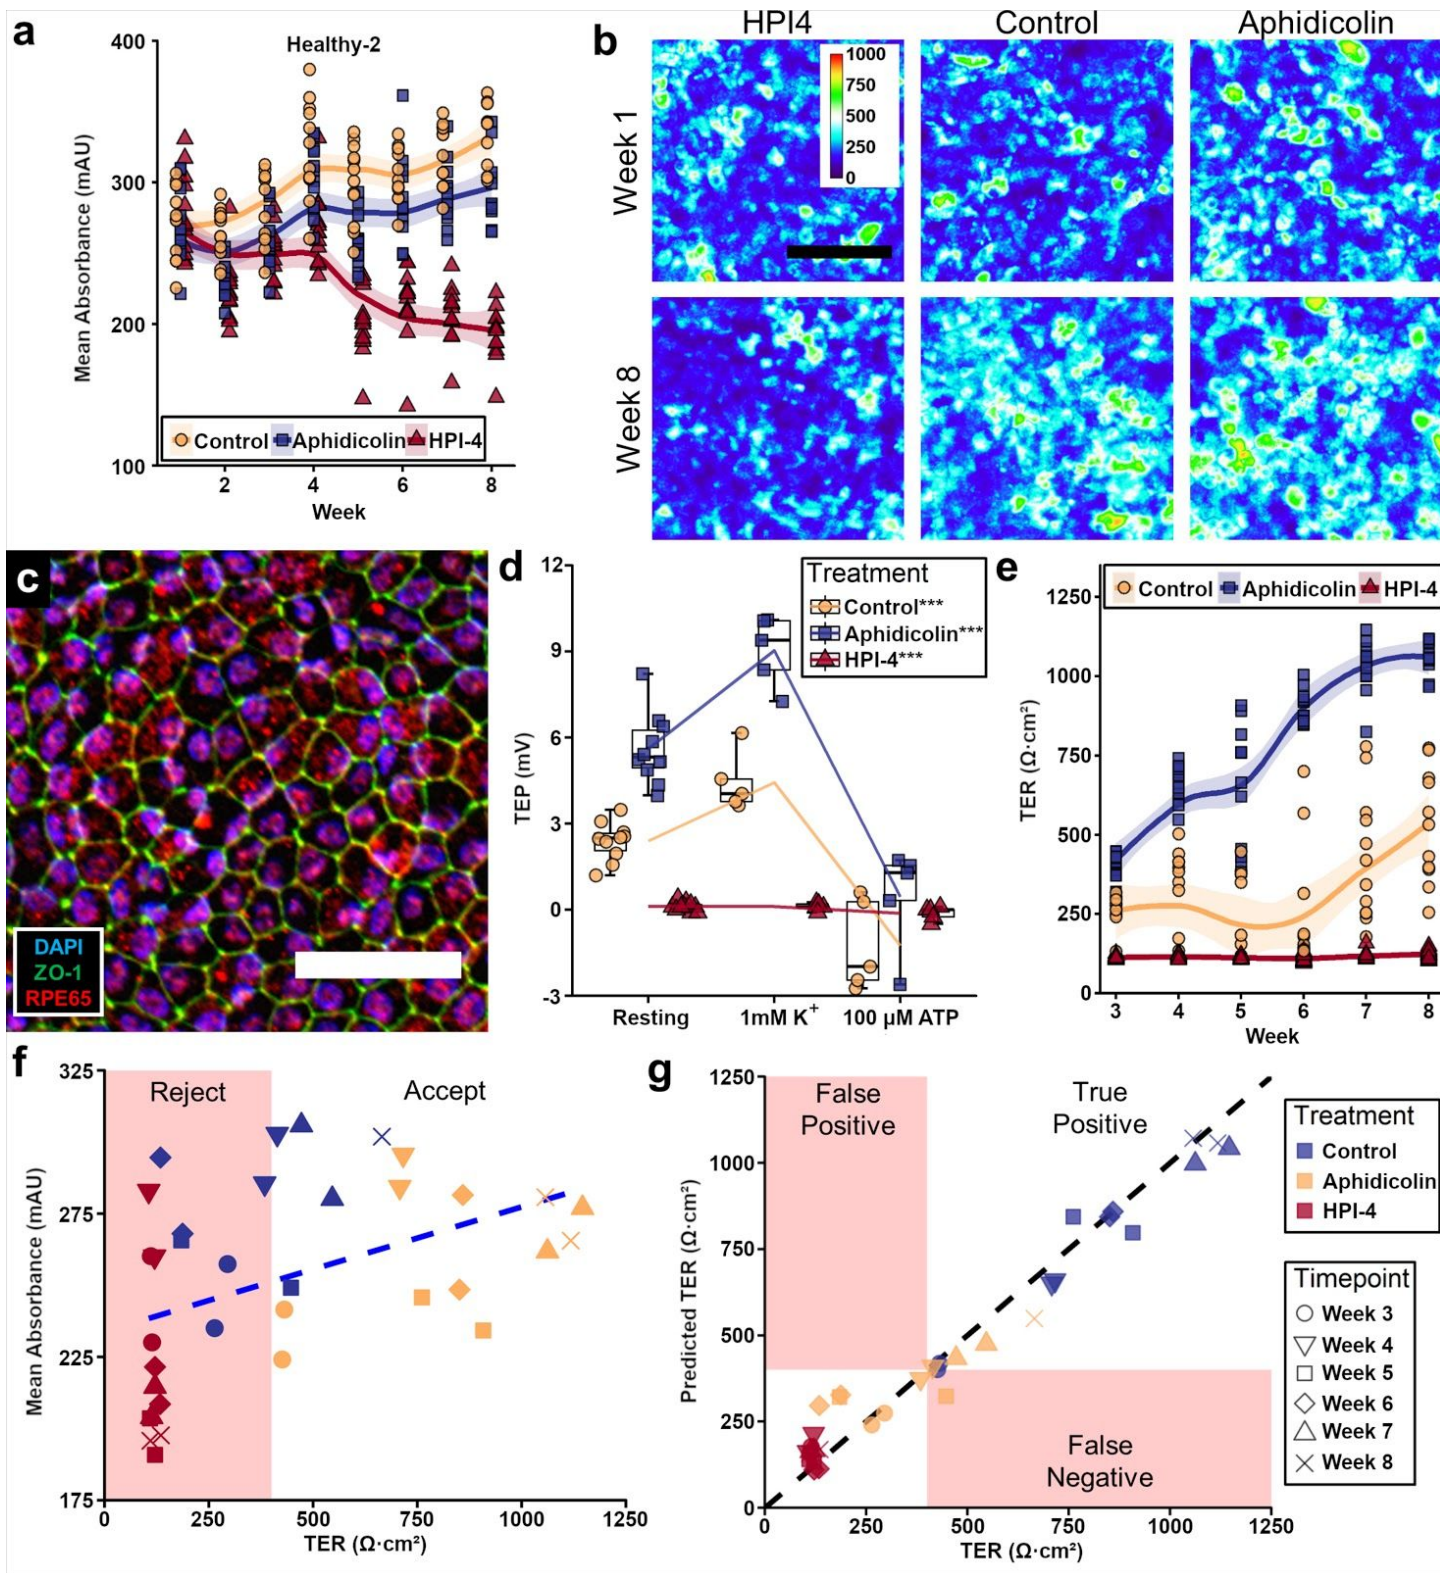 a
Healthy-2
400
300
200
100
Mean Absorbance (mAU)
Control Aphidicolin HPI-4
2 4 6 8
Week
b
HPI4 Control Aphidicolin
Week 1
1000
750
500
250
0
Week 8
c
DAPI
ZO-1
RPE65
d
12
9
6
3
0
-3
TEP (mV)
Treatment
Control***
Aphidicolin***
HPI-4***
Resting 1mM K⁺ 100 µM ATP
e
Control Aphidicolin HPI-4
1250
1000
750
500
250
0
TER (Ω·cm²)
3 4 5 6 7 8
Week
f
325
275
225
175
Mean Absorbance (mAU)
Reject Accept
0 250 500 750 1000 1250
TER (Ω·cm²)
g
1250
1000
750
500
250
0
Predicted TER (Ω·cm²)
False
Positive
True
Positive
False
Negative
0 250 500 750 1000 1250
TER (Ω·cm²)
Treatment
Control
Aphidicolin
HPI-4
Timepoint
Week 3
Week 4
Week 5
Week 6
Week 7
Week 8